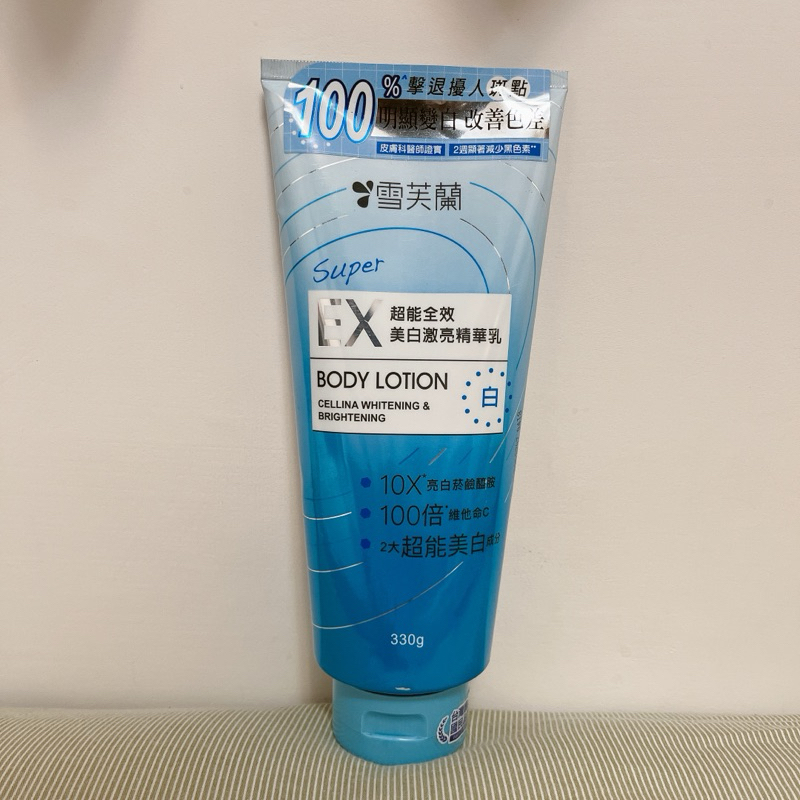 100%^擊退擾人斑點
明顯變白 改善色差
皮膚科醫師證實 2週顯著減少黑色素**
雪芙蘭
Super
EX 超能全效
美白激亮精華乳
BODY LOTION
CELLINA WHITENING &
BRIGHTENING
白
10X*亮白菸鹼醯胺
100倍*維他命C
2大超能美白成分
330g